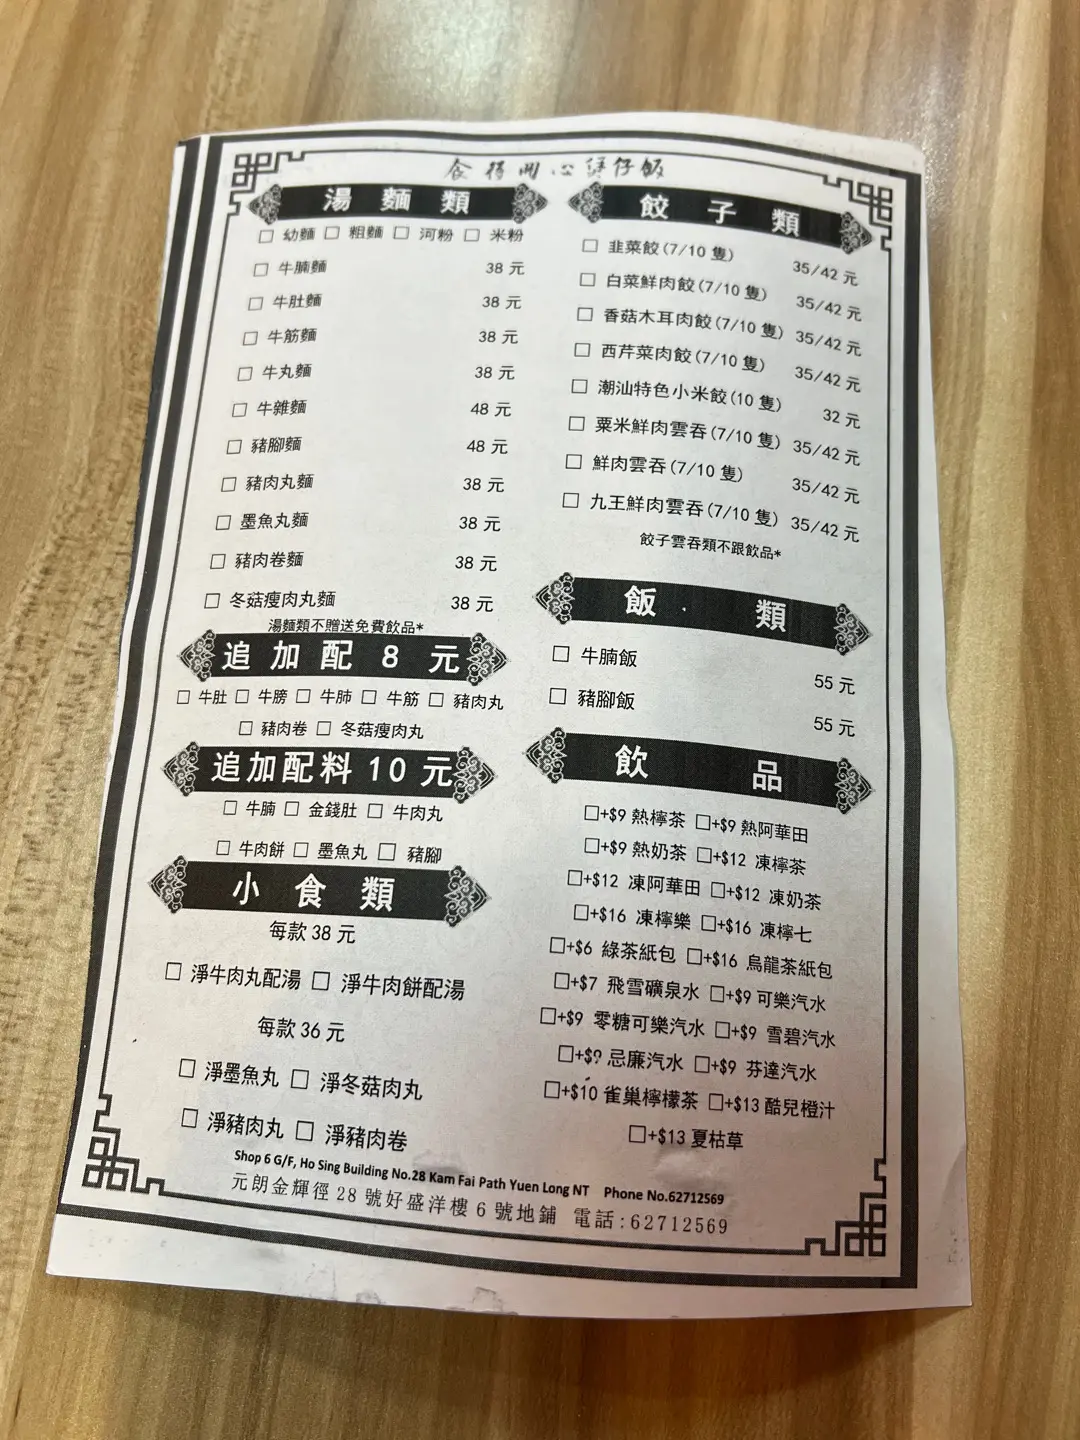 開心煲仔飯
湯麵類
□ 幼麵 □ 粗麵 □ 河粉 □ 米粉
□ 牛腩麵 38 元
□ 牛肚麵 38 元
□ 牛筋麵 38 元
□ 牛丸麵 38 元
□ 牛雜麵 48 元
□ 豬腳麵 48 元
□ 豬肉丸麵 38 元
□ 墨魚丸麵 38 元
□ 豬肉卷麵 38 元
□ 冬菇瘦肉丸麵 38 元
湯麵類不贈送免費飲品*
追加配 8 元
□ 牛肚 □ 牛膀 □ 牛肺 □ 牛筋 □ 豬肉丸
□ 豬肉卷 □ 冬菇瘦肉丸
追加配料 10 元
□ 牛腩 □ 金錢肚 □ 牛肉丸
□ 牛肉餅 □ 墨魚丸 □ 豬腳
小食類
每款 38 元
□ 淨牛肉丸配湯 □ 淨牛肉餅配湯
每款 36 元
□ 淨墨魚丸 □ 淨冬菇肉丸
□ 淨豬肉丸 □ 淨豬肉卷
餃子類
□ 韭菜餃(7/10 隻) 35/42 元
□ 白菜鮮肉餃(7/10 隻) 35/42 元
□ 香菇木耳肉餃(7/10 隻) 35/42 元
□ 西芹菜肉餃(7/10 隻) 35/42 元
□ 潮汕特色小米餃(10 隻) 32 元
□ 粟米鮮肉雲吞(7/10 隻) 35/42 元
□ 鮮肉雲吞(7/10 隻) 35/42 元
□ 九王鮮肉雲吞(7/10 隻) 35/42 元
餃子雲吞類不跟飲品*
飯類
□ 牛腩飯 55 元
□ 豬腳飯 55 元
飲品
□+$9 熱檸茶 □+$9 熱阿華田
□+$9 熱奶茶 □+$12 凍檸茶
□+$12 凍阿華田 □+$12 凍奶茶
□+$16 凍檸樂 □+$16 凍檸七
□+$6 綠茶紙包 □+$16 烏龍茶紙包
□+$7 飛雪礦泉水 □+$9 可樂汽水
□+$9 零糖可樂汽水 □+$9 雪碧汽水
□+$9 忌廉汽水 □+$9 芬達汽水
□+$10 雀巢檸檬茶 □+$13 酷兒橙汁
□+$13 夏枯草
Shop 6 G/F, Ho Sing Building No.28 Kam Fai Path Yuen Long NT Phone No.62712569
元朗金輝徑 28 號好盛洋樓 6 號地鋪 電話:62712569